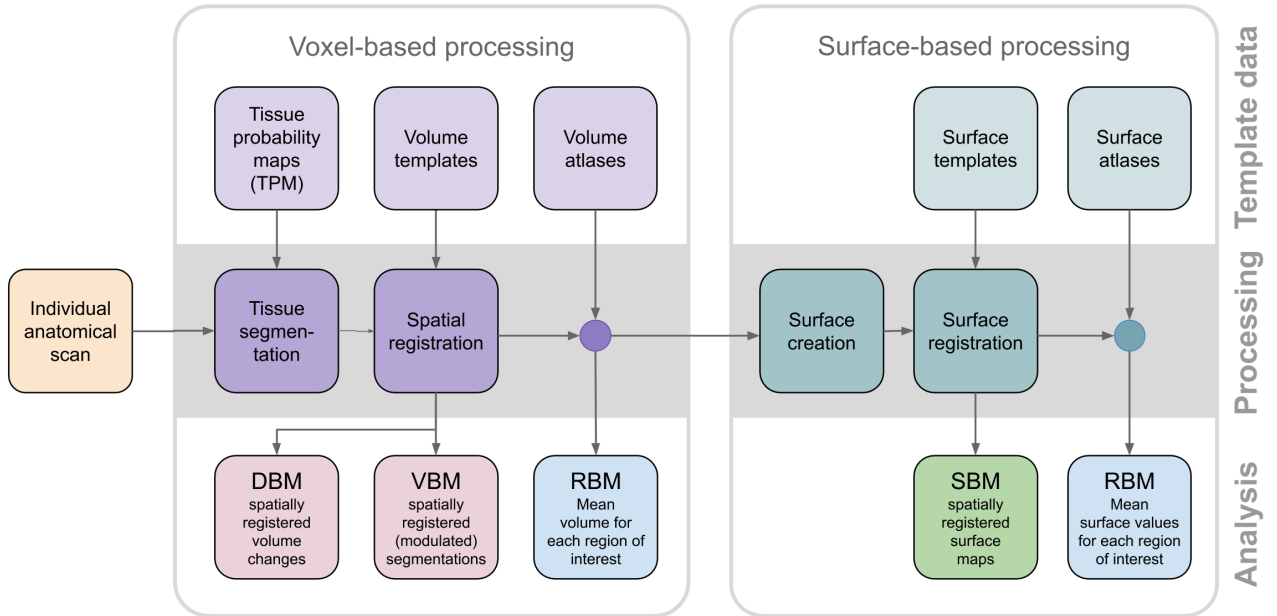 Voxel-based processing
Surface-based processing
Template data
Tissue
probability
maps
(TPM)
Volume
templates
Volume
atlases
Surface
templates
Surface
atlases
Processing
Individual
anatomical
scan
Tissue
segmen-
tation
Spatial
registration
Surface
creation
Surface
registration
Analysis
DBM
spatially
registered
volume
changes
VBM
spatially
registered
(modulated)
segmentations
RBM
Mean
volume for
each region of
interest
SBM
spatially
registered
surface
maps
RBM
Mean
surface values
for each region
of interest